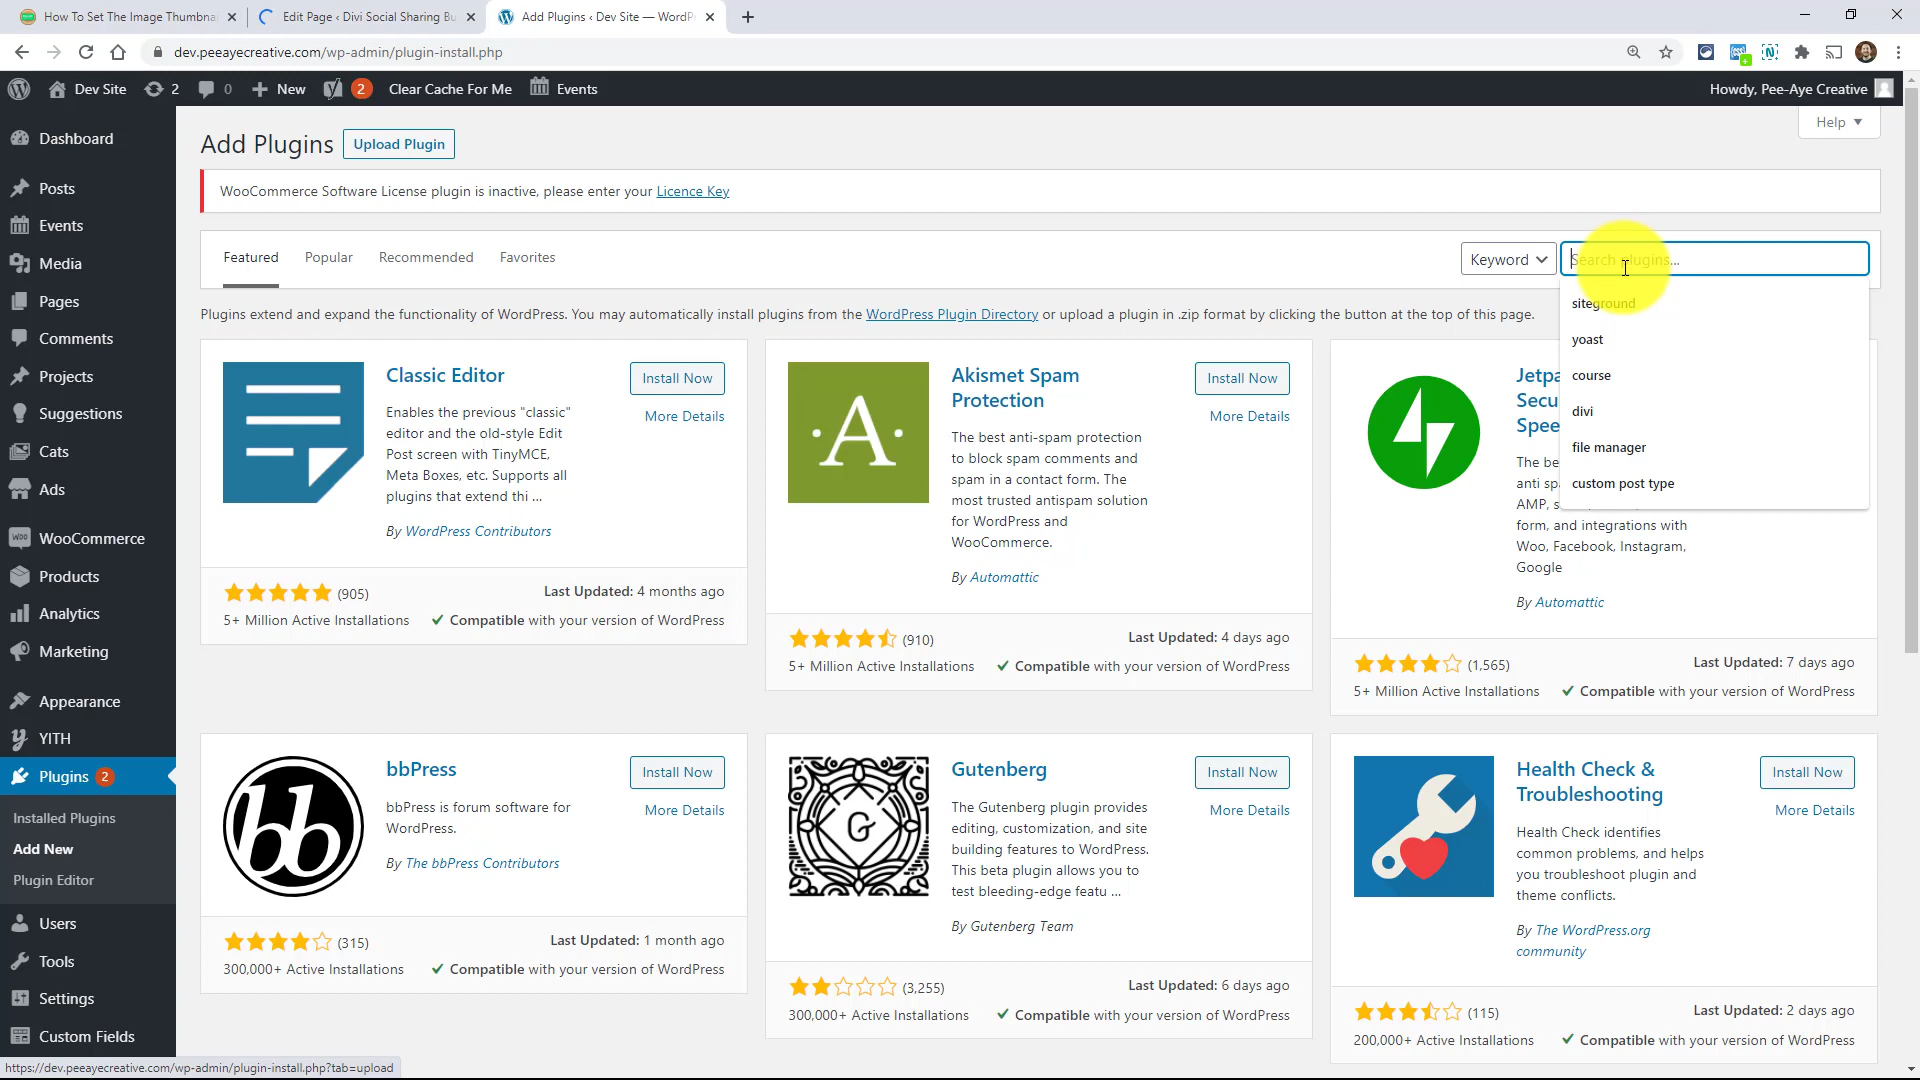 How To Set The Image Thumbna
Edit Page ‹ Divi Social Sharing Bu
Add Plugins ‹ Dev Site — WordPr
dev.peeayecreative.com/wp-admin/plugin-install.php
Dev Site
2
0
New
2
Clear Cache For Me
Events
Howdy, Pee-Aye Creative
Dashboard
Posts
Events
Media
Pages
Comments
Projects
Suggestions
Cats
Ads
WooCommerce
Products
Analytics
Marketing
Appearance
YITH
Plugins 2
Installed Plugins
Add New
Plugin Editor
Users
Tools
Settings
Custom Fields
Help
Add Plugins
Upload Plugin
WooCommerce Software License plugin is inactive, please enter your Licence Key
Featured
Popular
Recommended
Favorites
Keyword
Search plugins...
siteground
yoast
course
divi
file manager
custom post type
Plugins extend and expand the functionality of WordPress. You may automatically install plugins from the WordPress Plugin Directory or upload a plugin in .zip format by clicking the button at the top of this page.
Classic Editor
Install Now
More Details
Enables the previous "classic"
editor and the old-style Edit
Post screen with TinyMCE,
Meta Boxes, etc. Supports all
plugins that extend thi ...
By WordPress Contributors
(905)
Last Updated: 4 months ago
5+ Million Active Installations
Compatible with your version of WordPress
Akismet Spam
Protection
Install Now
More Details
The best anti-spam protection
to block spam comments and
spam in a contact form. The
most trusted antispam solution
for WordPress and
WooCommerce.
By Automattic
(910)
Last Updated: 4 days ago
5+ Million Active Installations
Compatible with your version of WordPress
Jetpa
Secu
Spee
The be
anti sp
AMP, s
form, and integrations with
Woo, Facebook, Instagram,
Google
By Automattic
(1,565)
Last Updated: 7 days ago
5+ Million Active Installations
Compatible with your version of WordPress
bb
bbPress
Install Now
More Details
bbPress is forum software for
WordPress.
By The bbPress Contributors
(315)
Last Updated: 1 month ago
300,000+ Active Installations
Compatible with your version of WordPress
G
Gutenberg
Install Now
More Details
The Gutenberg plugin provides
editing, customization, and site
building features to WordPress.
This beta plugin allows you to
test bleeding-edge featu ...
By Gutenberg Team
(3,255)
Last Updated: 6 days ago
300,000+ Active Installations
Compatible with your version of WordPress
Health Check &
Troubleshooting
Install Now
More Details
Health Check identifies
common problems, and helps
you troubleshoot plugin and
theme conflicts.
By The WordPress.org
community
(115)
Last Updated: 2 days ago
200,000+ Active Installations
Compatible with your version of WordPress
https://dev.peeayecreative.com/wp-admin/plugin-install.php?tab=upload